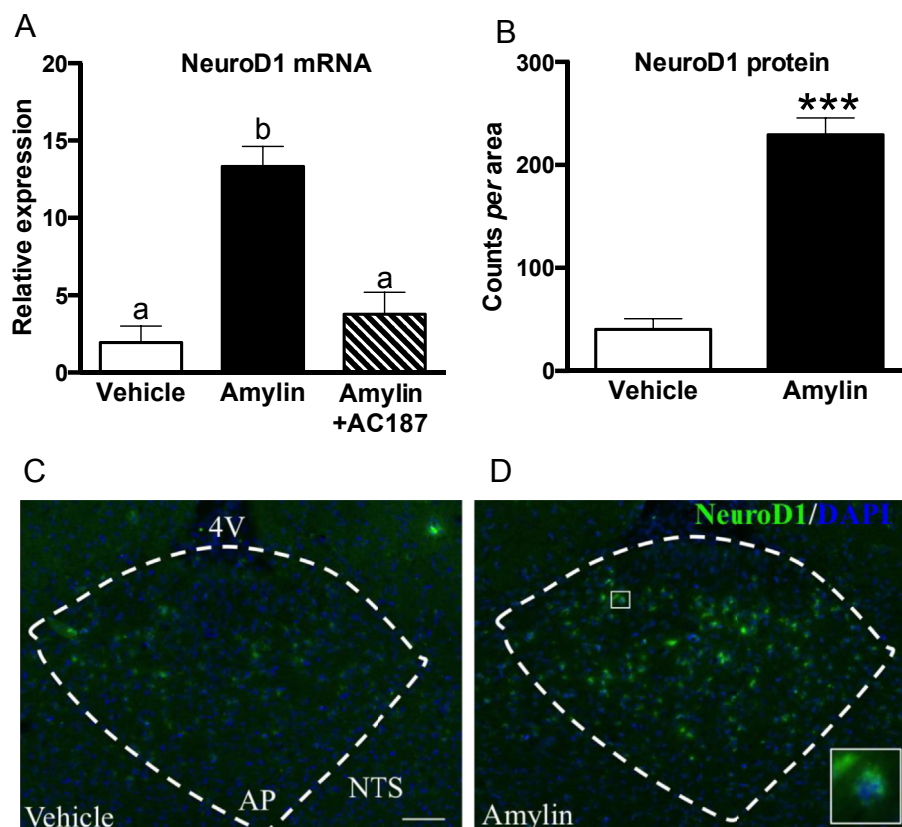 A
NeuroD1 mRNA
Relative expression
20
15
10
5
0
a
b
a
Vehicle
Amylin
Amylin
+AC187
B
NeuroD1 protein
Counts per area
300
200
100
0
***
Vehicle
Amylin
C
4V
AP
NTS
Vehicle
D
NeuroD1/DAPI
Amylin